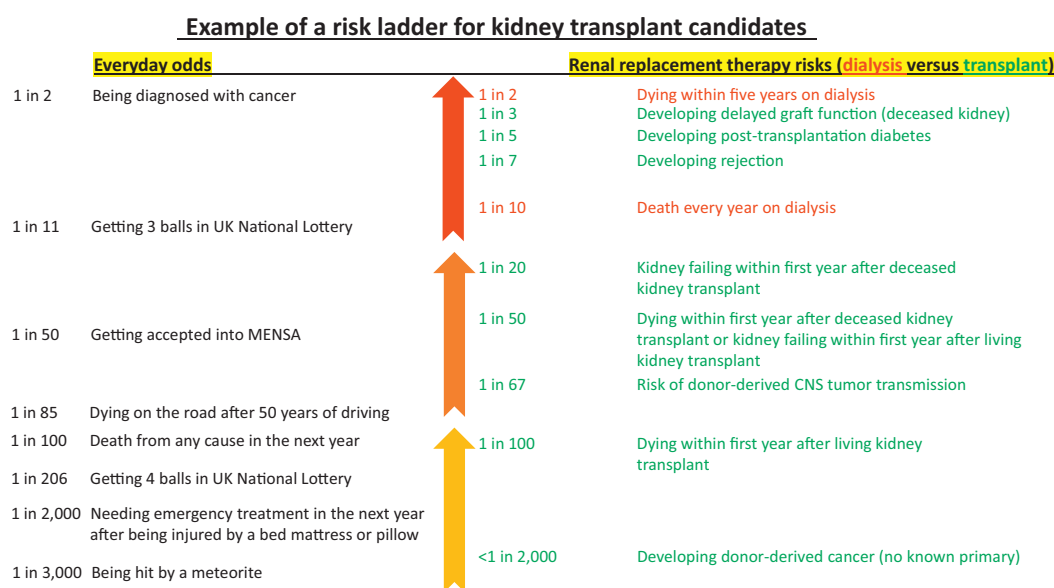 Example of a risk ladder for kidney transplant candidates
Everyday odds
Renal replacement therapy risks (dialysis versus transplant)
1 in 2 Being diagnosed with cancer
1 in 11 Getting 3 balls in UK National Lottery
1 in 50 Getting accepted into MENSA
1 in 85 Dying on the road after 50 years of driving
1 in 100 Death from any cause in the next year
1 in 206 Getting 4 balls in UK National Lottery
1 in 2,000 Needing emergency treatment in the next year
after being injured by a bed mattress or pillow
1 in 3,000 Being hit by a meteorite
1 in 2 Dying within five years on dialysis
1 in 3 Developing delayed graft function (deceased kidney)
1 in 5 Developing post-transplantation diabetes
1 in 7 Developing rejection
1 in 10 Death every year on dialysis
1 in 20 Kidney failing within first year after deceased
kidney transplant
1 in 50 Dying within first year after deceased kidney
transplant or kidney failing within first year after living
kidney transplant
1 in 67 Risk of donor-derived CNS tumor transmission
1 in 100 Dying within first year after living kidney
transplant
<1 in 2,000 Developing donor-derived cancer (no known primary)